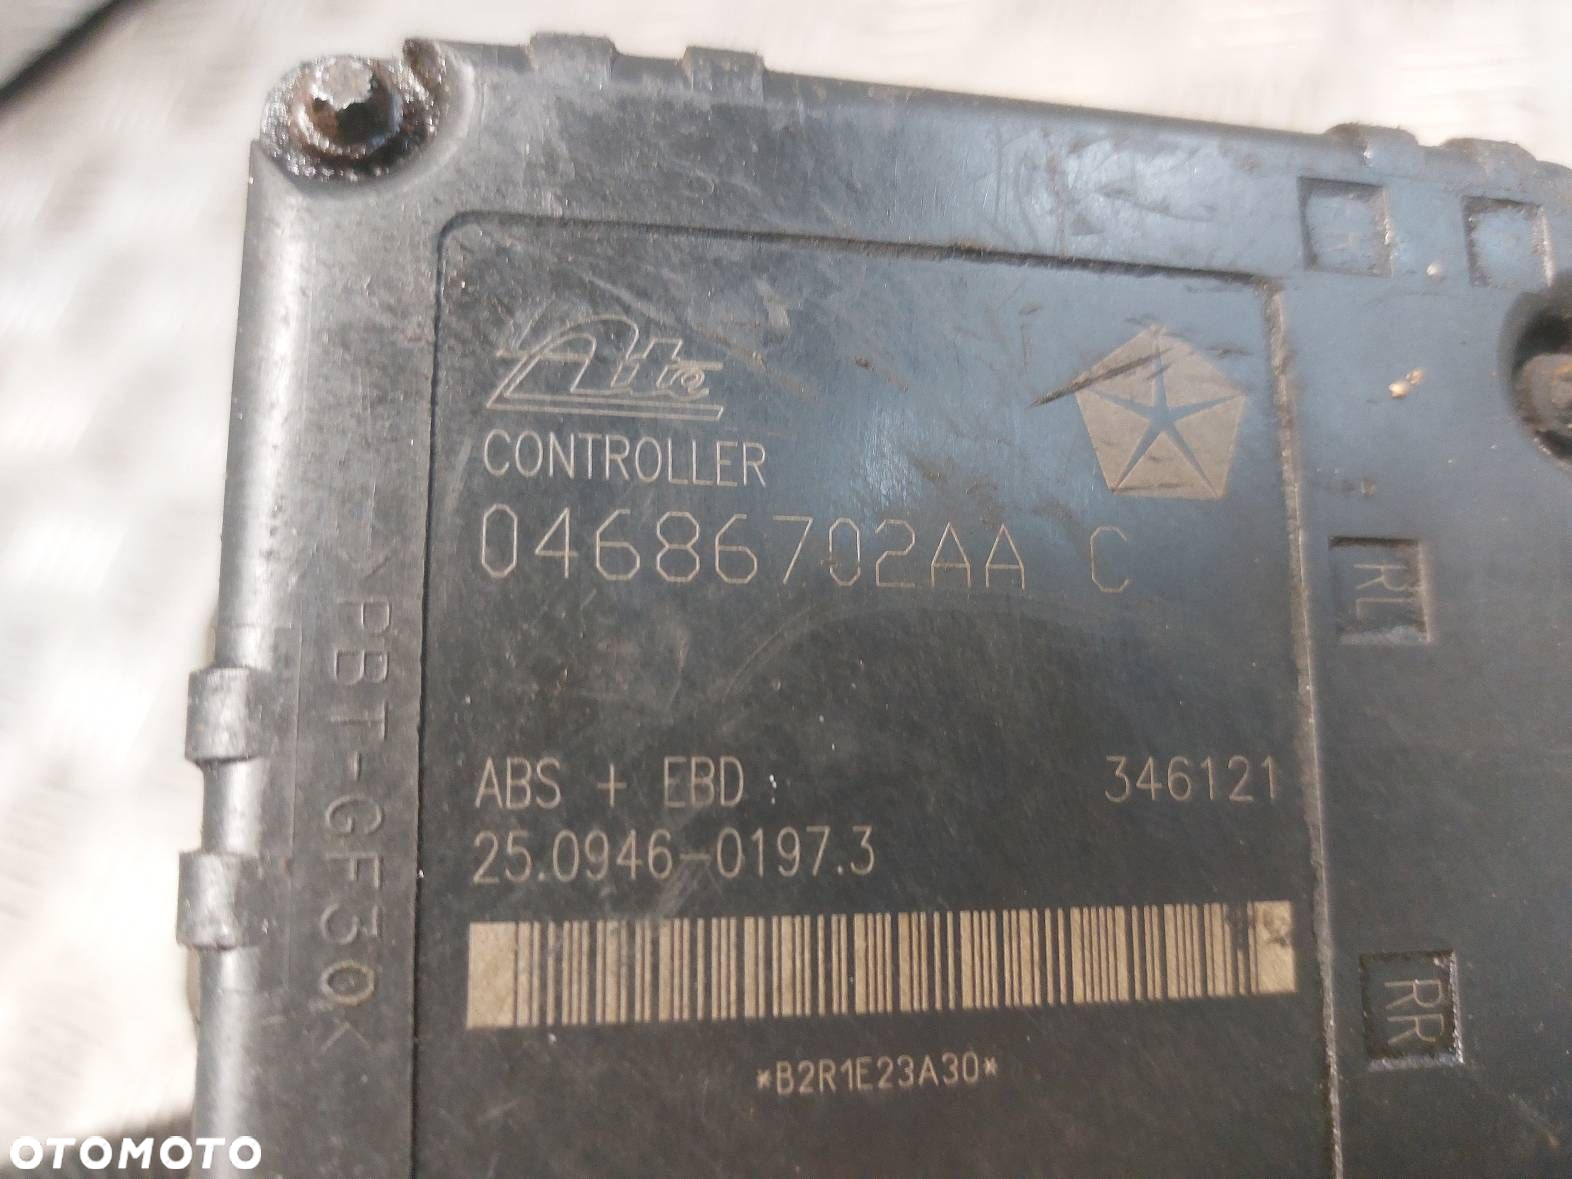 Ate
CONTROLLER
04686702AA C
ABS + EBD : 346121
25.0946-0197.3
*B2R1E23A30*
>PBT-GF30<
RL
RR
OTOMOTO